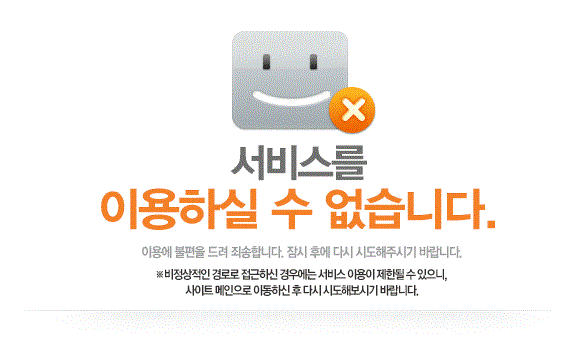 서비스를
이용하실 수 없습니다.
이용에 불편을 드려 죄송합니다. 잠시 후에 다시 시도해주시기 바랍니다.
※ 비정상적인 경로로 접근하신 경우에는 서비스 이용이 제한될 수 있으니,
사이트 메인으로 이동하신 후 다시 시도해보시기 바랍니다.